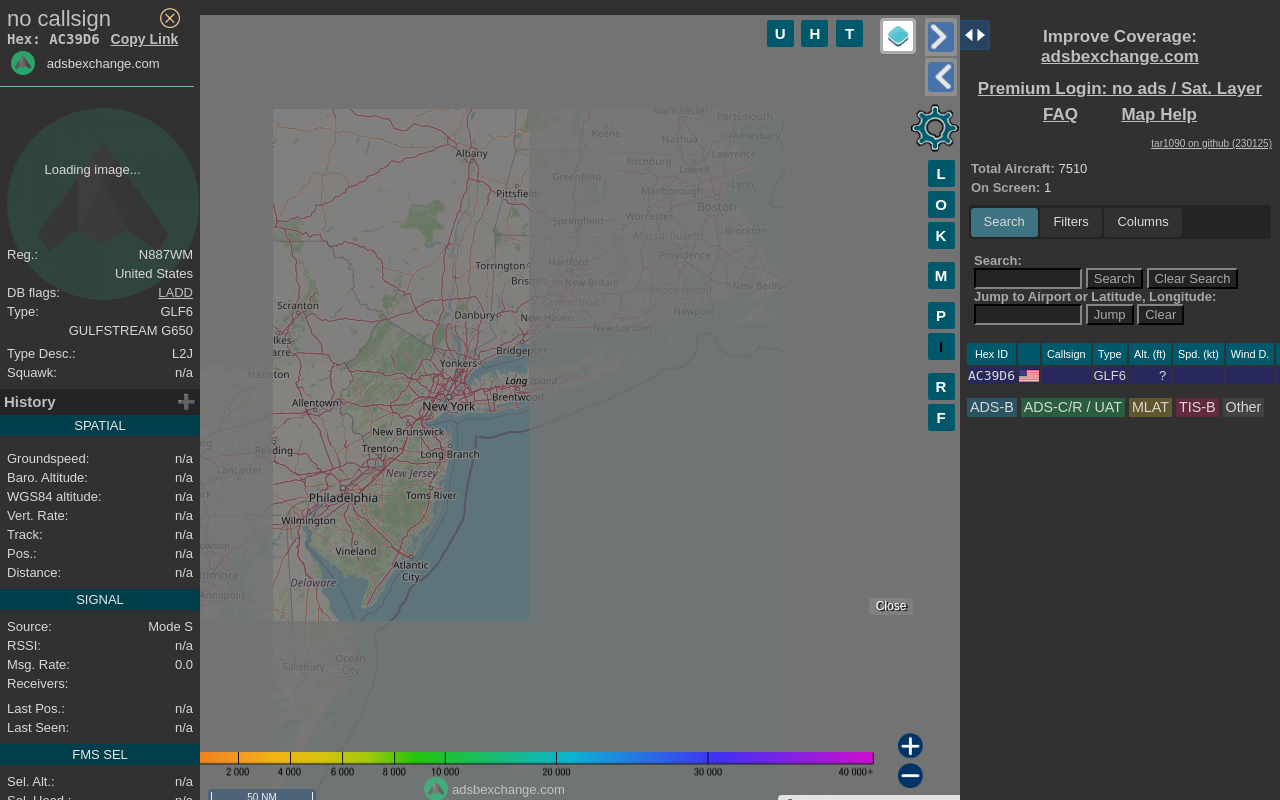 no callsign
Hex: AC39D6 Copy Link
adsbexchange.com
Loading image...
Reg.: N887WM
United States
DB flags: LADD
Type: GLF6
GULFSTREAM G650
Type Desc.: L2J
Squawk: n/a
History
SPATIAL
Groundspeed: n/a
Baro. Altitude: n/a
WGS84 altitude: n/a
Vert. Rate: n/a
Track: n/a
Pos.: n/a
Distance: n/a
SIGNAL
Source: Mode S
RSSI: n/a
Msg. Rate: 0.0
Receivers:
Last Pos.: n/a
Last Seen: n/a
FMS SEL
Sel. Alt.: n/a
Sel. Head.: n/a
U H T
L
O
K
M
P
I
R
F
Manchester
Portsmouth
Keene
Nashua
Amesbury
Albany
Fitchburg
Lawrence
Greenfield
Lowell
Pittsfie
Marlborough
Lynn
Worcester
Boston
Springfield
Massachusetts
Brockton
Providence
Torrington
Hartford
Bristol
New Britain
New Bedfo
Connecticut
Rhode Island
Scranton
Danbury
New Haven
Newport
New London
lkes-
arre
Bridgeport
Yonkers
Hazleton
Long Island
Allentown
New York
Brentwood
New Brunswick
Reading
Trenton
Long Branch
Lancaster
New Jersey
Philadelphia
Toms River
Wilmington
Vineland
Atlantic
City
Delaware
Annapolis
Ocean
City
Salisbury
Close
2 000 4 000 6 000 8 000 10 000 20 000 30 000 40 000+
adsbexchange.com
50 NM
Improve Coverage:
adsbexchange.com
Premium Login: no ads / Sat. Layer
FAQ Map Help
tar1090 on github (230125)
Total Aircraft: 7510
On Screen: 1
Search Filters Columns
Search:
Search Clear Search
Jump to Airport or Latitude, Longitude:
Jump Clear
Hex ID Callsign Type Alt. (ft) Spd. (kt) Wind D.
AC39D6 GLF6 ?
ADS-B ADS-C/R / UAT MLAT TIS-B Other